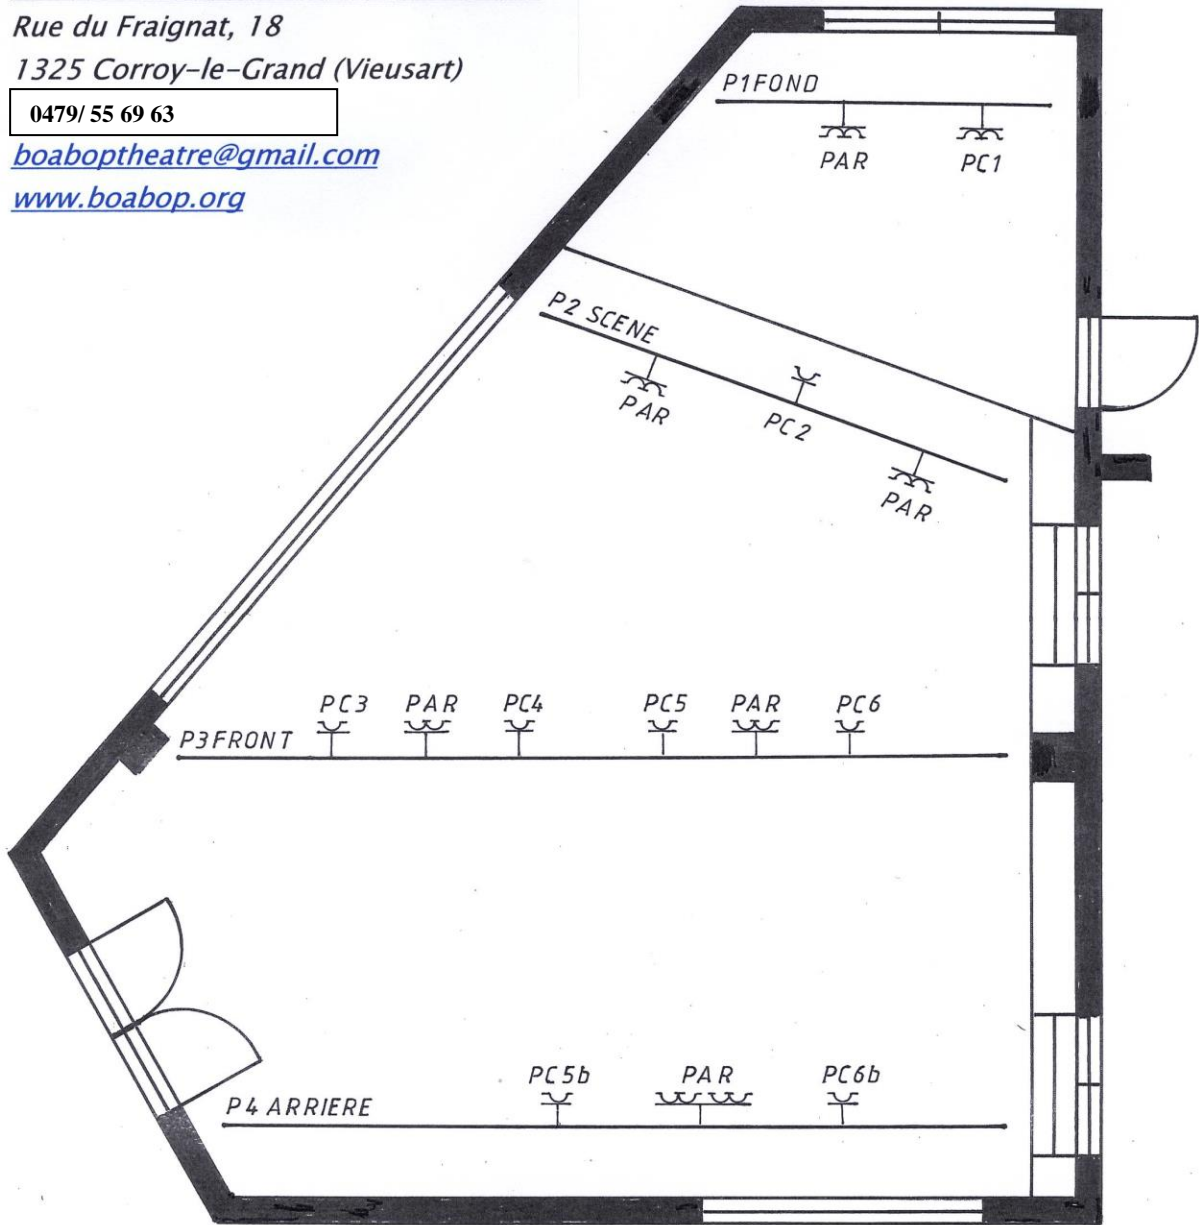 Rue du Fraignat, 18
1325 Corroy-le-Grand (Vieusart)
0479/ 55 69 63
boaboptheatre@gmail.com
www.boabop.org
P1FOND
PAR PC1
P2 SCENE
PAR PC2 PAR
PC3 PAR PC4 PC5 PAR PC6
P3FRONT
PC5b PAR PC6b
P4 ARRIERE